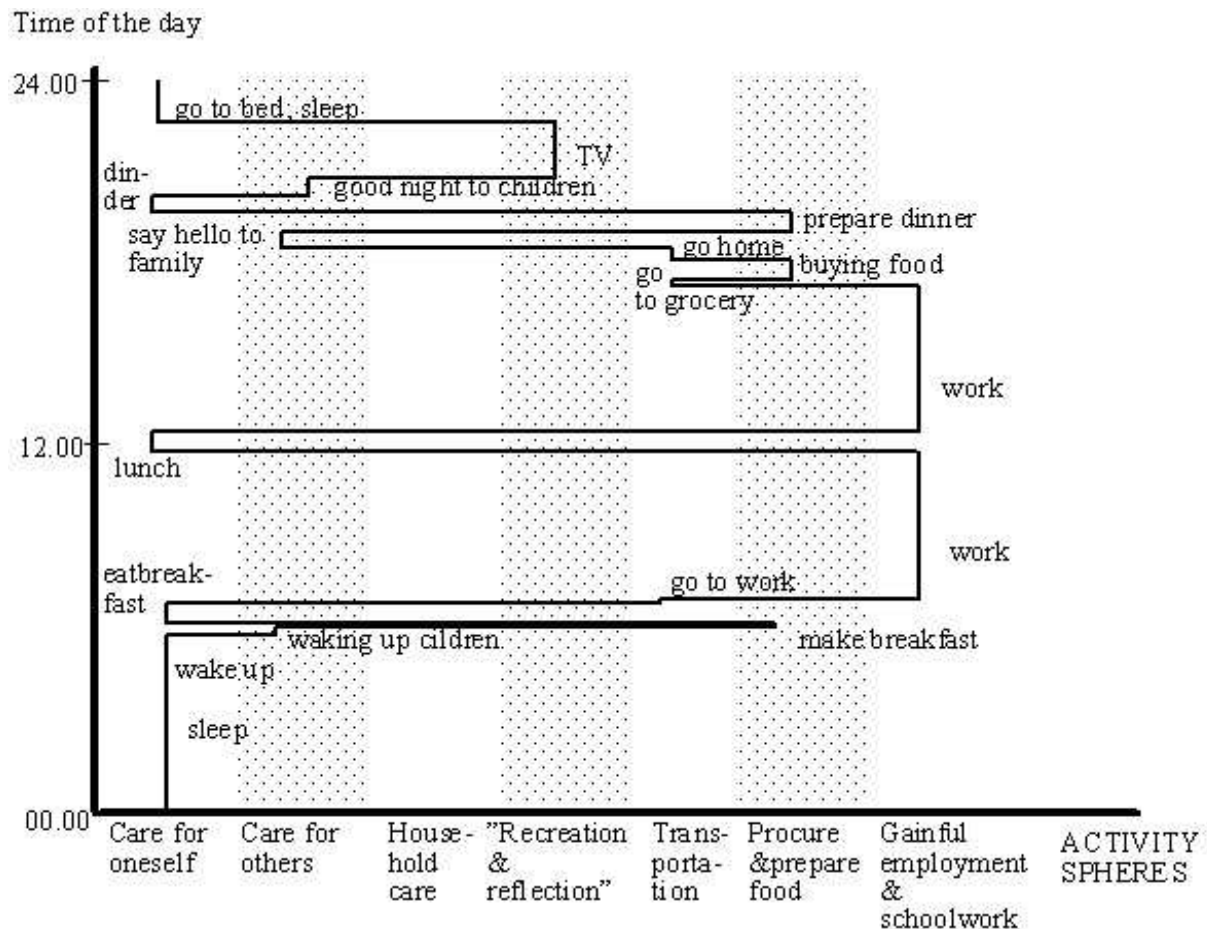 Time of the day
24.00
go to bed, sleep
TV
din-
der
good night to children
prepare dinner
say hello to
family
go home
buying food
go
to grocery
work
12.00
lunch
work
eatbreak-
fast
go to work
waking up cildren
make breakfast
wake up
sleep
00.00
Care for
oneself
Care for
others
House-
hold
care
"Recreation
&
reflection"
Trans-
porta-
tion
Procure
&prepare
food
Gainful
employment
&
schoolwork
ACTIVITY
SPHERES